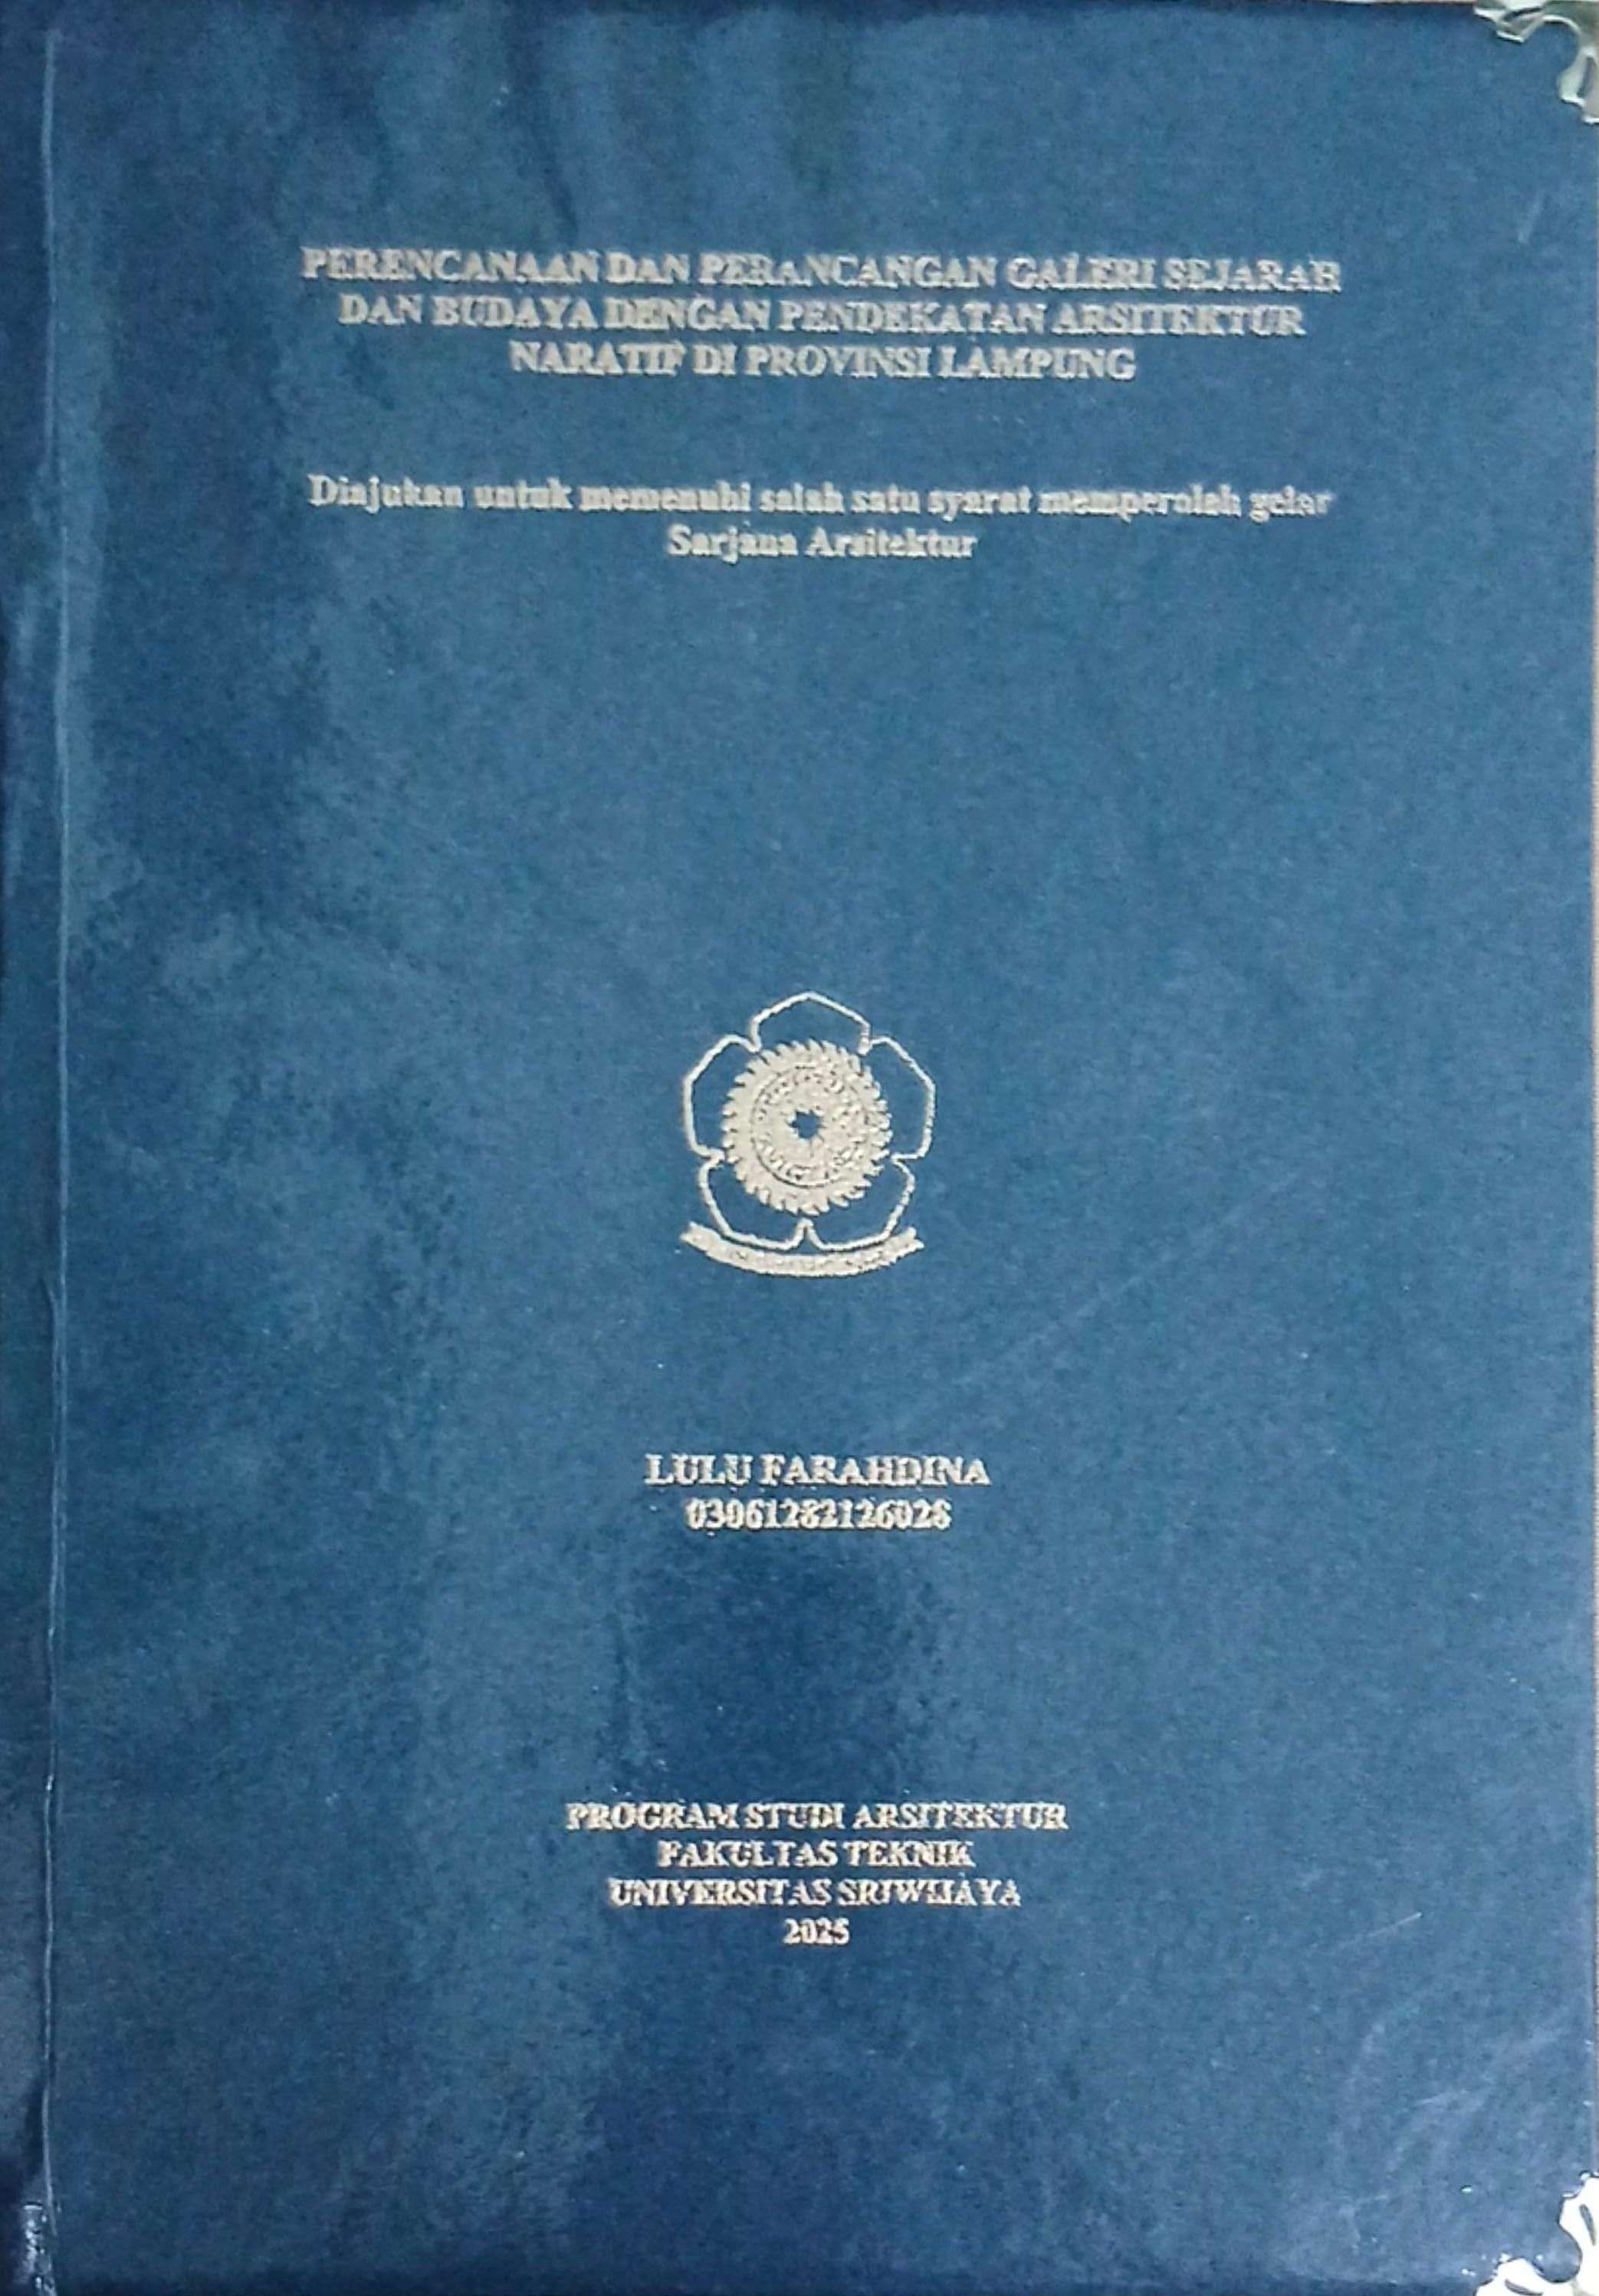 PERENCANAAN DAN PERANCANGAN GALERI SEJARAH
DAN BUDAYA DENGAN PENDEKATAN ARSITEKTUR
NARATIF DI PROVINSI LAMPUNG
Diajukan untuk memenuhi salah satu syarat memperoleh gelar
Sarjana Arsitektur
LULU FARAHDINA
03061282126028
PROGRAM STUDI ARSITEKTUR
FAKULTAS TEKNIK
UNIVERSITAS SRIWIJAYA
2025